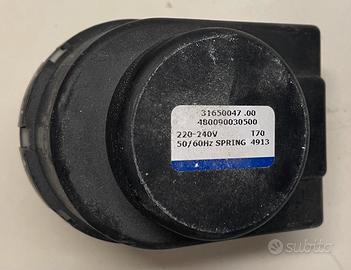 31650047 .00
480090030500
220-240V T70
50/60Hz SPRING 4913
subito